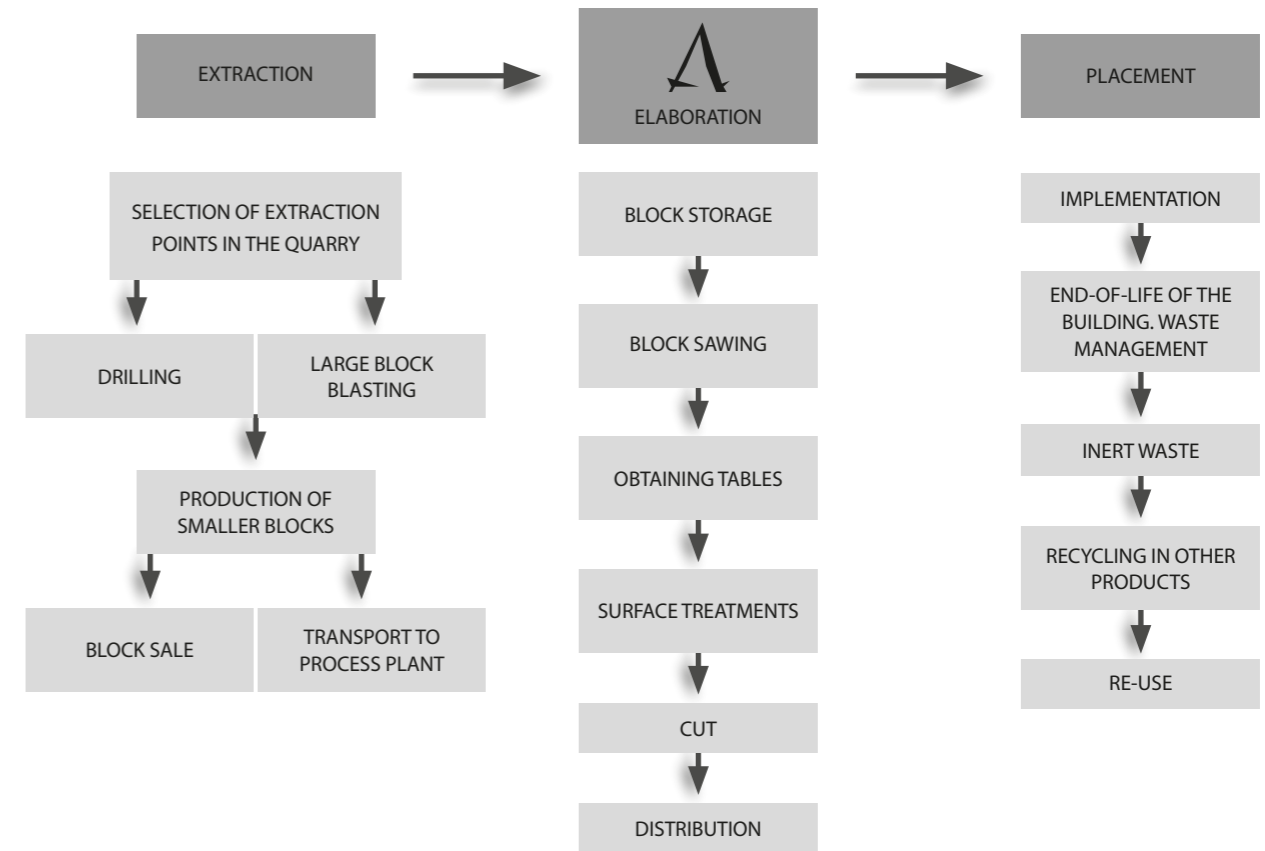 EXTRACTION
SELECTION OF EXTRACTION
POINTS IN THE QUARRY
DRILLING
LARGE BLOCK
BLASTING
PRODUCTION OF
SMALLER BLOCKS
BLOCK SALE
TRANSPORT TO
PROCESS PLANT
ELABORATION
BLOCK STORAGE
BLOCK SAWING
OBTAINING TABLES
SURFACE TREATMENTS
CUT
DISTRIBUTION
PLACEMENT
IMPLEMENTATION
END-OF-LIFE OF THE
BUILDING. WASTE
MANAGEMENT
INERT WASTE
RECYCLING IN OTHER
PRODUCTS
RE-USE